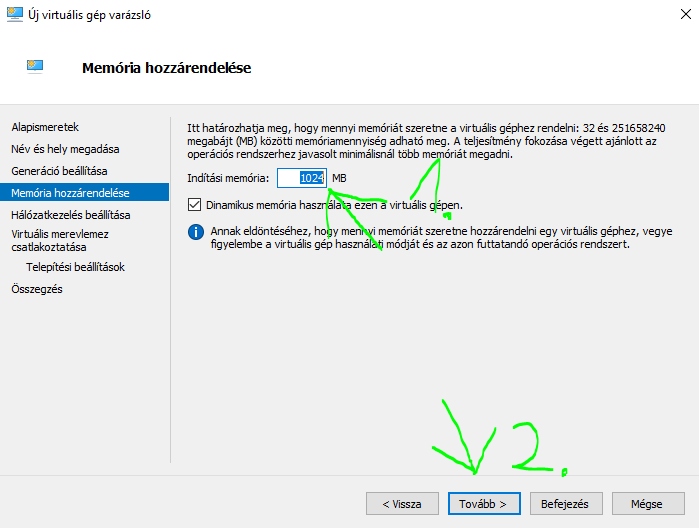 Új virtuális gép varázsló
Memória hozzárendelése
Alapismeretek
Név és hely megadása
Generáció beállítása
Memória hozzárendelése
Hálózatkezelés beállítása
Virtuális merevlemez
csatlakoztatása
Telepítési beállítások
Összegzés
Itt határozhatja meg, hogy mennyi memóriát szeretne a virtuális géphez rendelni: 32 és 251658240
megabájt (MB) közötti memóriamennyiség adható meg. A teljesítmény fokozása végett ajánlott az
operációs rendszerhez javasolt minimálisnál több memóriát megadni.
Indítási memória: 1024 MB
1.
Dinamikus memória használata ezen a virtuális gépen.
Annak eldöntéséhez, hogy mennyi memóriát szeretne hozzárendelni egy virtuális géphez, vegye
figyelembe a virtuális gép használati módját és az azon futtatandó operációs rendszert.
2.
< Vissza
Tovább >
Befejezés
Mégse